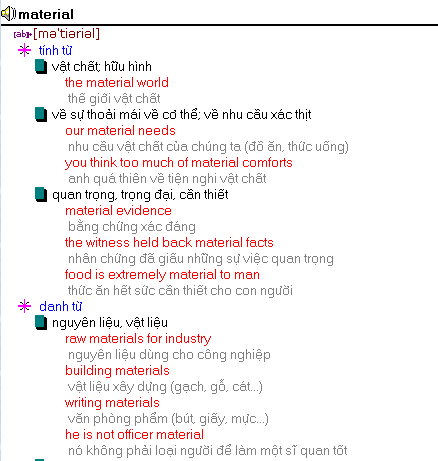 material
[ab] [mə'tiəriəl]
tính từ
vật chất; hữu hình
the material world
thế giới vật chất
về sự thoải mái về cơ thể; về nhu cầu xác thịt
our material needs
nhu cầu vật chất của chúng ta (đồ ăn, thức uống)
you think too much of material comforts
anh quá thiên về tiện nghi vật chất
quan trọng, trọng đại, cần thiết
material evidence
bằng chứng xác đáng
the witness held back material facts
nhân chứng đã giấu những sự việc quan trọng
food is extremely material to man
thức ăn hết sức cần thiết cho con người
danh từ
nguyên liệu, vật liệu
raw materials for industry
nguyên liệu dùng cho công nghiệp
building materials
vật liệu xây dựng (gạch, gỗ, cát...)
writing materials
văn phòng phẩm (bút, giấy, mực...)
he is not officer material
nó không phải loại người để làm một sĩ quan tốt